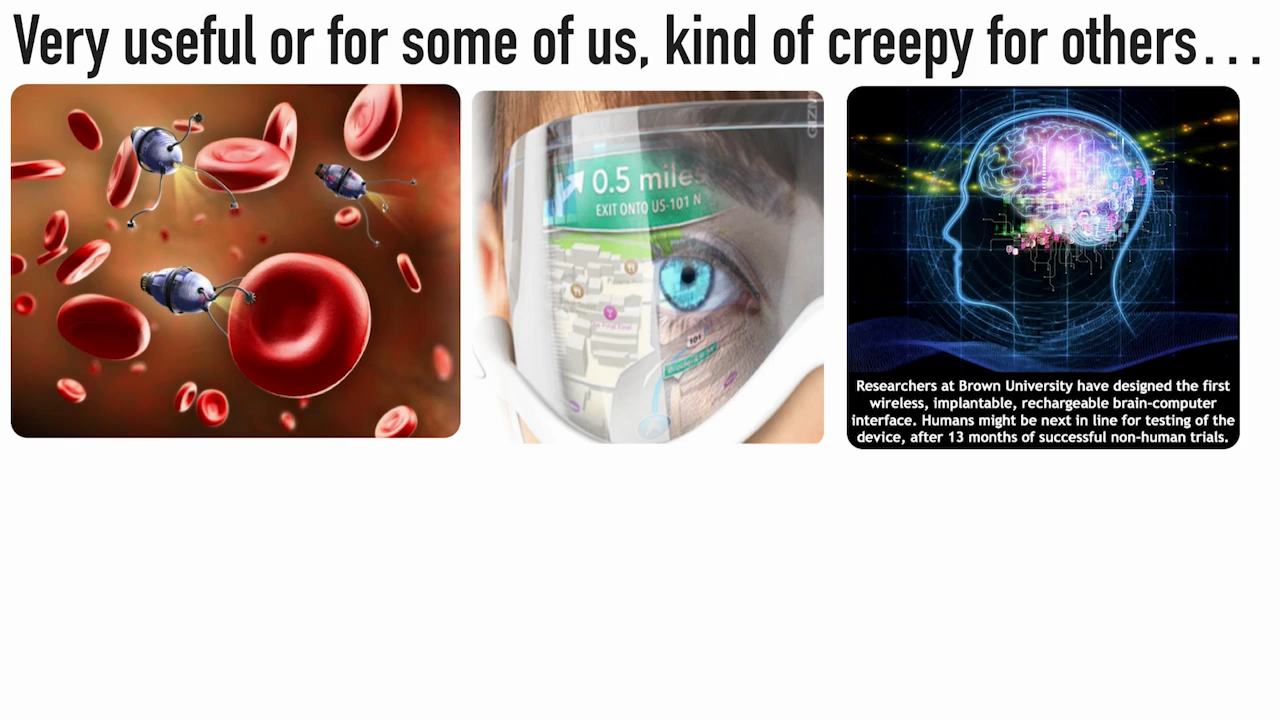 Very useful or for some of us, kind of creepy for others...
0.5 miles
EXIT ONTO US-101 N
101
Researchers at Brown University have designed the first
wireless, implantable, rechargeable brain-computer
interface. Humans might be next in line for testing of the
device, after 13 months of successful non-human trials.